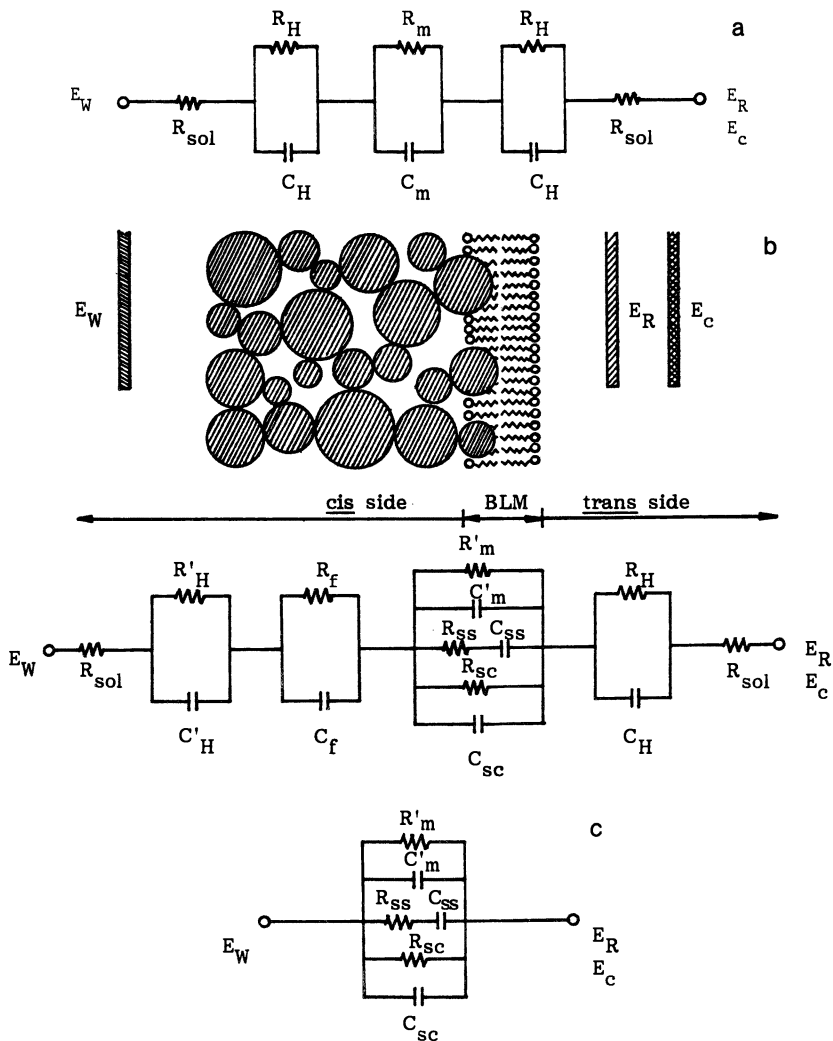 a
R_H R_m R_H
E_W E_R
R_sol R_sol E_c
C_H C_m C_H
b
E_W E_R E_c
cis side BLM trans side
R'_m
R'_H R_f C'_m R_H
R_ss C_ss
E_W R_sol R_sc R_sol E_R
E_c
C'_H C_f C_sc C_H
c
R'_m
C'_m
R_ss C_ss
E_W R_sc E_R
E_c
C_sc